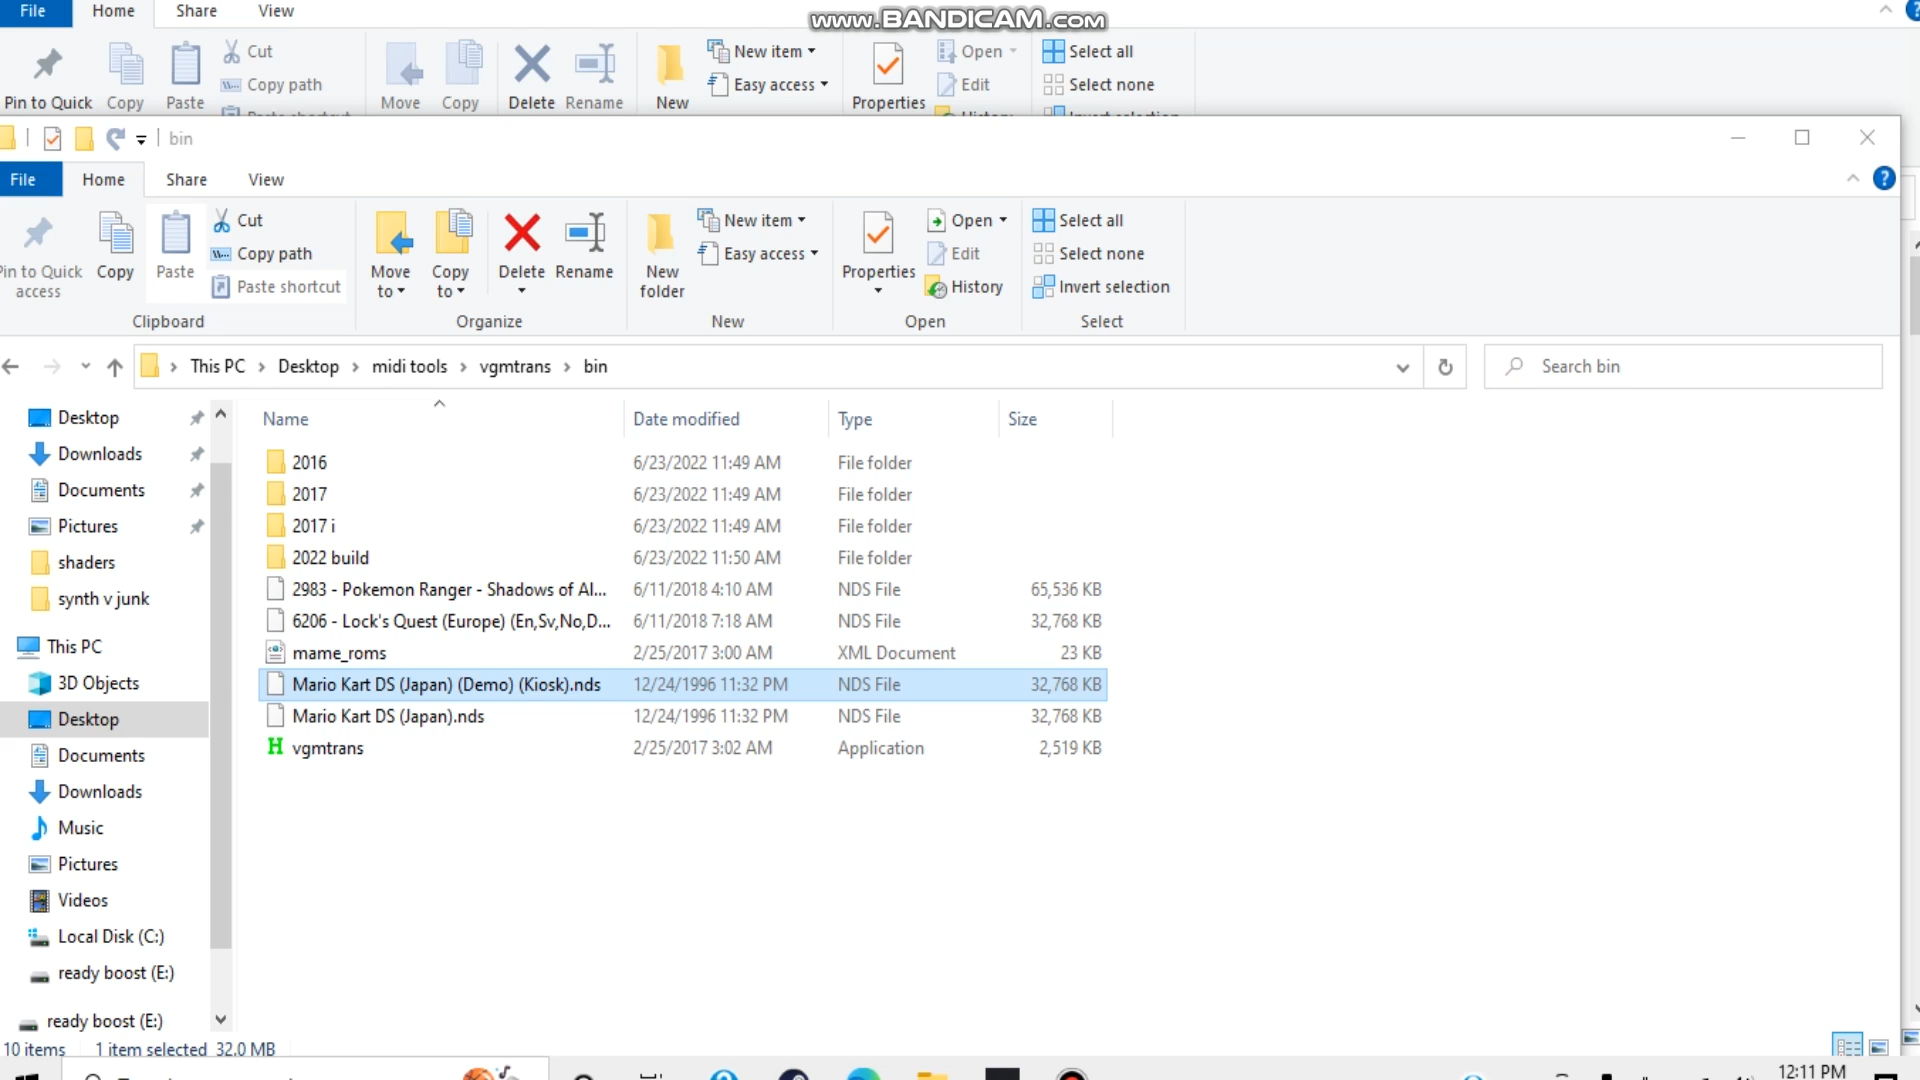 File Home Share View
www.BANDICAM.com
Cut
Copy path
Pin to Quick Copy Paste
Move Copy Delete Rename
New item
Easy access
New
Properties
Open
Edit
History
Select all
Select none
Invert selection
bin
File Home Share View
Pin to Quick access
Copy
Paste
Cut
Copy path
Paste shortcut
Move to
Copy to
Delete
Rename
New folder
New item
Easy access
Properties
Open
Edit
History
Select all
Select none
Invert selection
Clipboard Organize New Open Select
This PC > Desktop > midi tools > vgmtrans > bin
Search bin
Desktop
Downloads
Documents
Pictures
shaders
synth v junk
This PC
3D Objects
Desktop
Documents
Downloads
Music
Pictures
Videos
Local Disk (C:)
ready boost (E:)
ready boost (E:)
Name Date modified Type Size
2016 6/23/2022 11:49 AM File folder
2017 6/23/2022 11:49 AM File folder
2017 i 6/23/2022 11:49 AM File folder
2022 build 6/23/2022 11:50 AM File folder
2983 - Pokemon Ranger - Shadows of Al... 6/11/2018 4:10 AM NDS File 65,536 KB
6206 - Lock's Quest (Europe) (En,Sv,No,D... 6/11/2018 7:18 AM NDS File 32,768 KB
mame_roms 2/25/2017 3:00 AM XML Document 23 KB
Mario Kart DS (Japan) (Demo) (Kiosk).nds 12/24/1996 11:32 PM NDS File 32,768 KB
Mario Kart DS (Japan).nds 12/24/1996 11:32 PM NDS File 32,768 KB
vgmtrans 2/25/2017 3:02 AM Application 2,519 KB
10 items 1 item selected 32.0 MB
12:11 PM